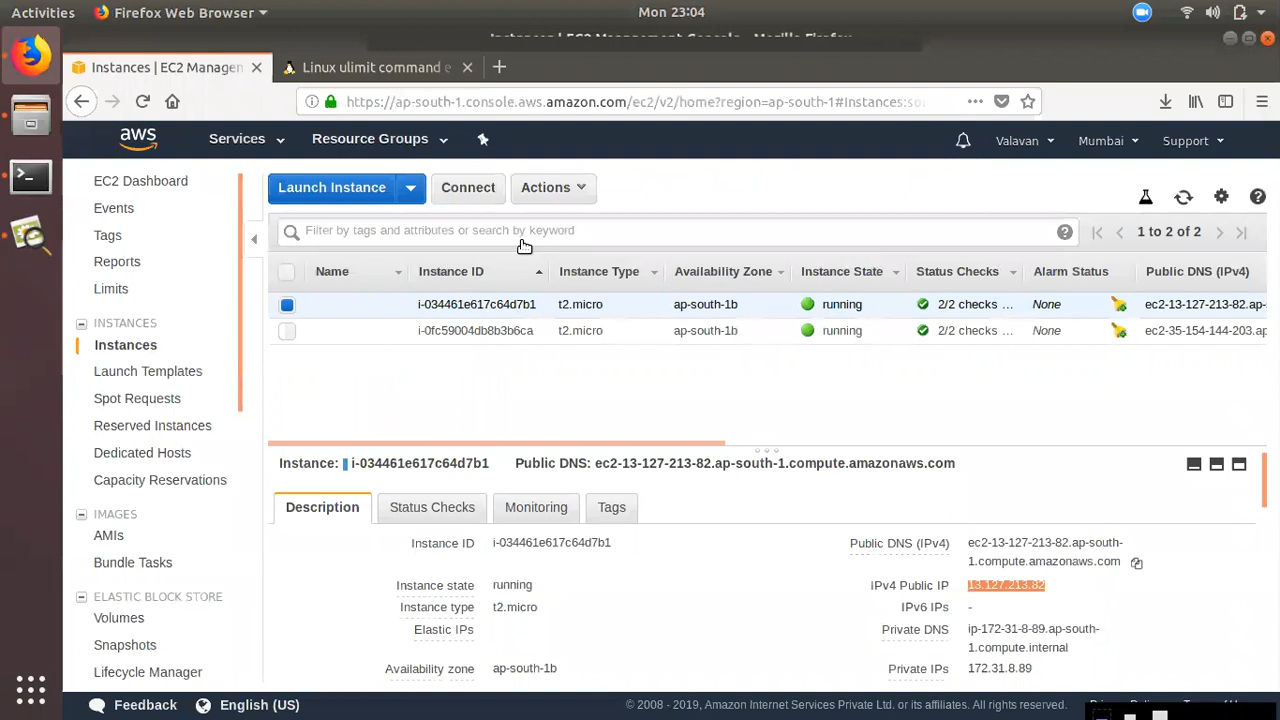 Activities Firefox Web Browser Mon 23:04
Instances | EC2 Management Console - Mozilla Firefox
Instances | EC2 Managen Linux ulimit command e
https://ap-south-1.console.aws.amazon.com/ec2/v2/home?region=ap-south-1#Instances:so
aws Services Resource Groups Valavan Mumbai Support
EC2 Dashboard
Events
Tags
Reports
Limits
INSTANCES
Instances
Launch Templates
Spot Requests
Reserved Instances
Dedicated Hosts
Capacity Reservations
IMAGES
AMIs
Bundle Tasks
ELASTIC BLOCK STORE
Volumes
Snapshots
Lifecycle Manager
Launch Instance Connect Actions
Filter by tags and attributes or search by keyword 1 to 2 of 2
Name Instance ID Instance Type Availability Zone Instance State Status Checks Alarm Status Public DNS (IPv4)
i-034461e617c64d7b1 t2.micro ap-south-1b running 2/2 checks ... None ec2-13-127-213-82.ap-
i-0fc59004db8b3b6ca t2.micro ap-south-1b running 2/2 checks ... None ec2-35-154-144-203.ap
Instance: i-034461e617c64d7b1 Public DNS: ec2-13-127-213-82.ap-south-1.compute.amazonaws.com
Description Status Checks Monitoring Tags
Instance ID i-034461e617c64d7b1
Instance state running
Instance type t2.micro
Elastic IPs
Availability zone ap-south-1b
Public DNS (IPv4) ec2-13-127-213-82.ap-south-
1.compute.amazonaws.com
IPv4 Public IP 13.127.213.82
IPv6 IPs -
Private DNS ip-172-31-8-89.ap-south-
1.compute.internal
Private IPs 172.31.8.89
Feedback English (US) © 2008 - 2019, Amazon Internet Services Private Ltd. or its affiliates. All rights reserved.